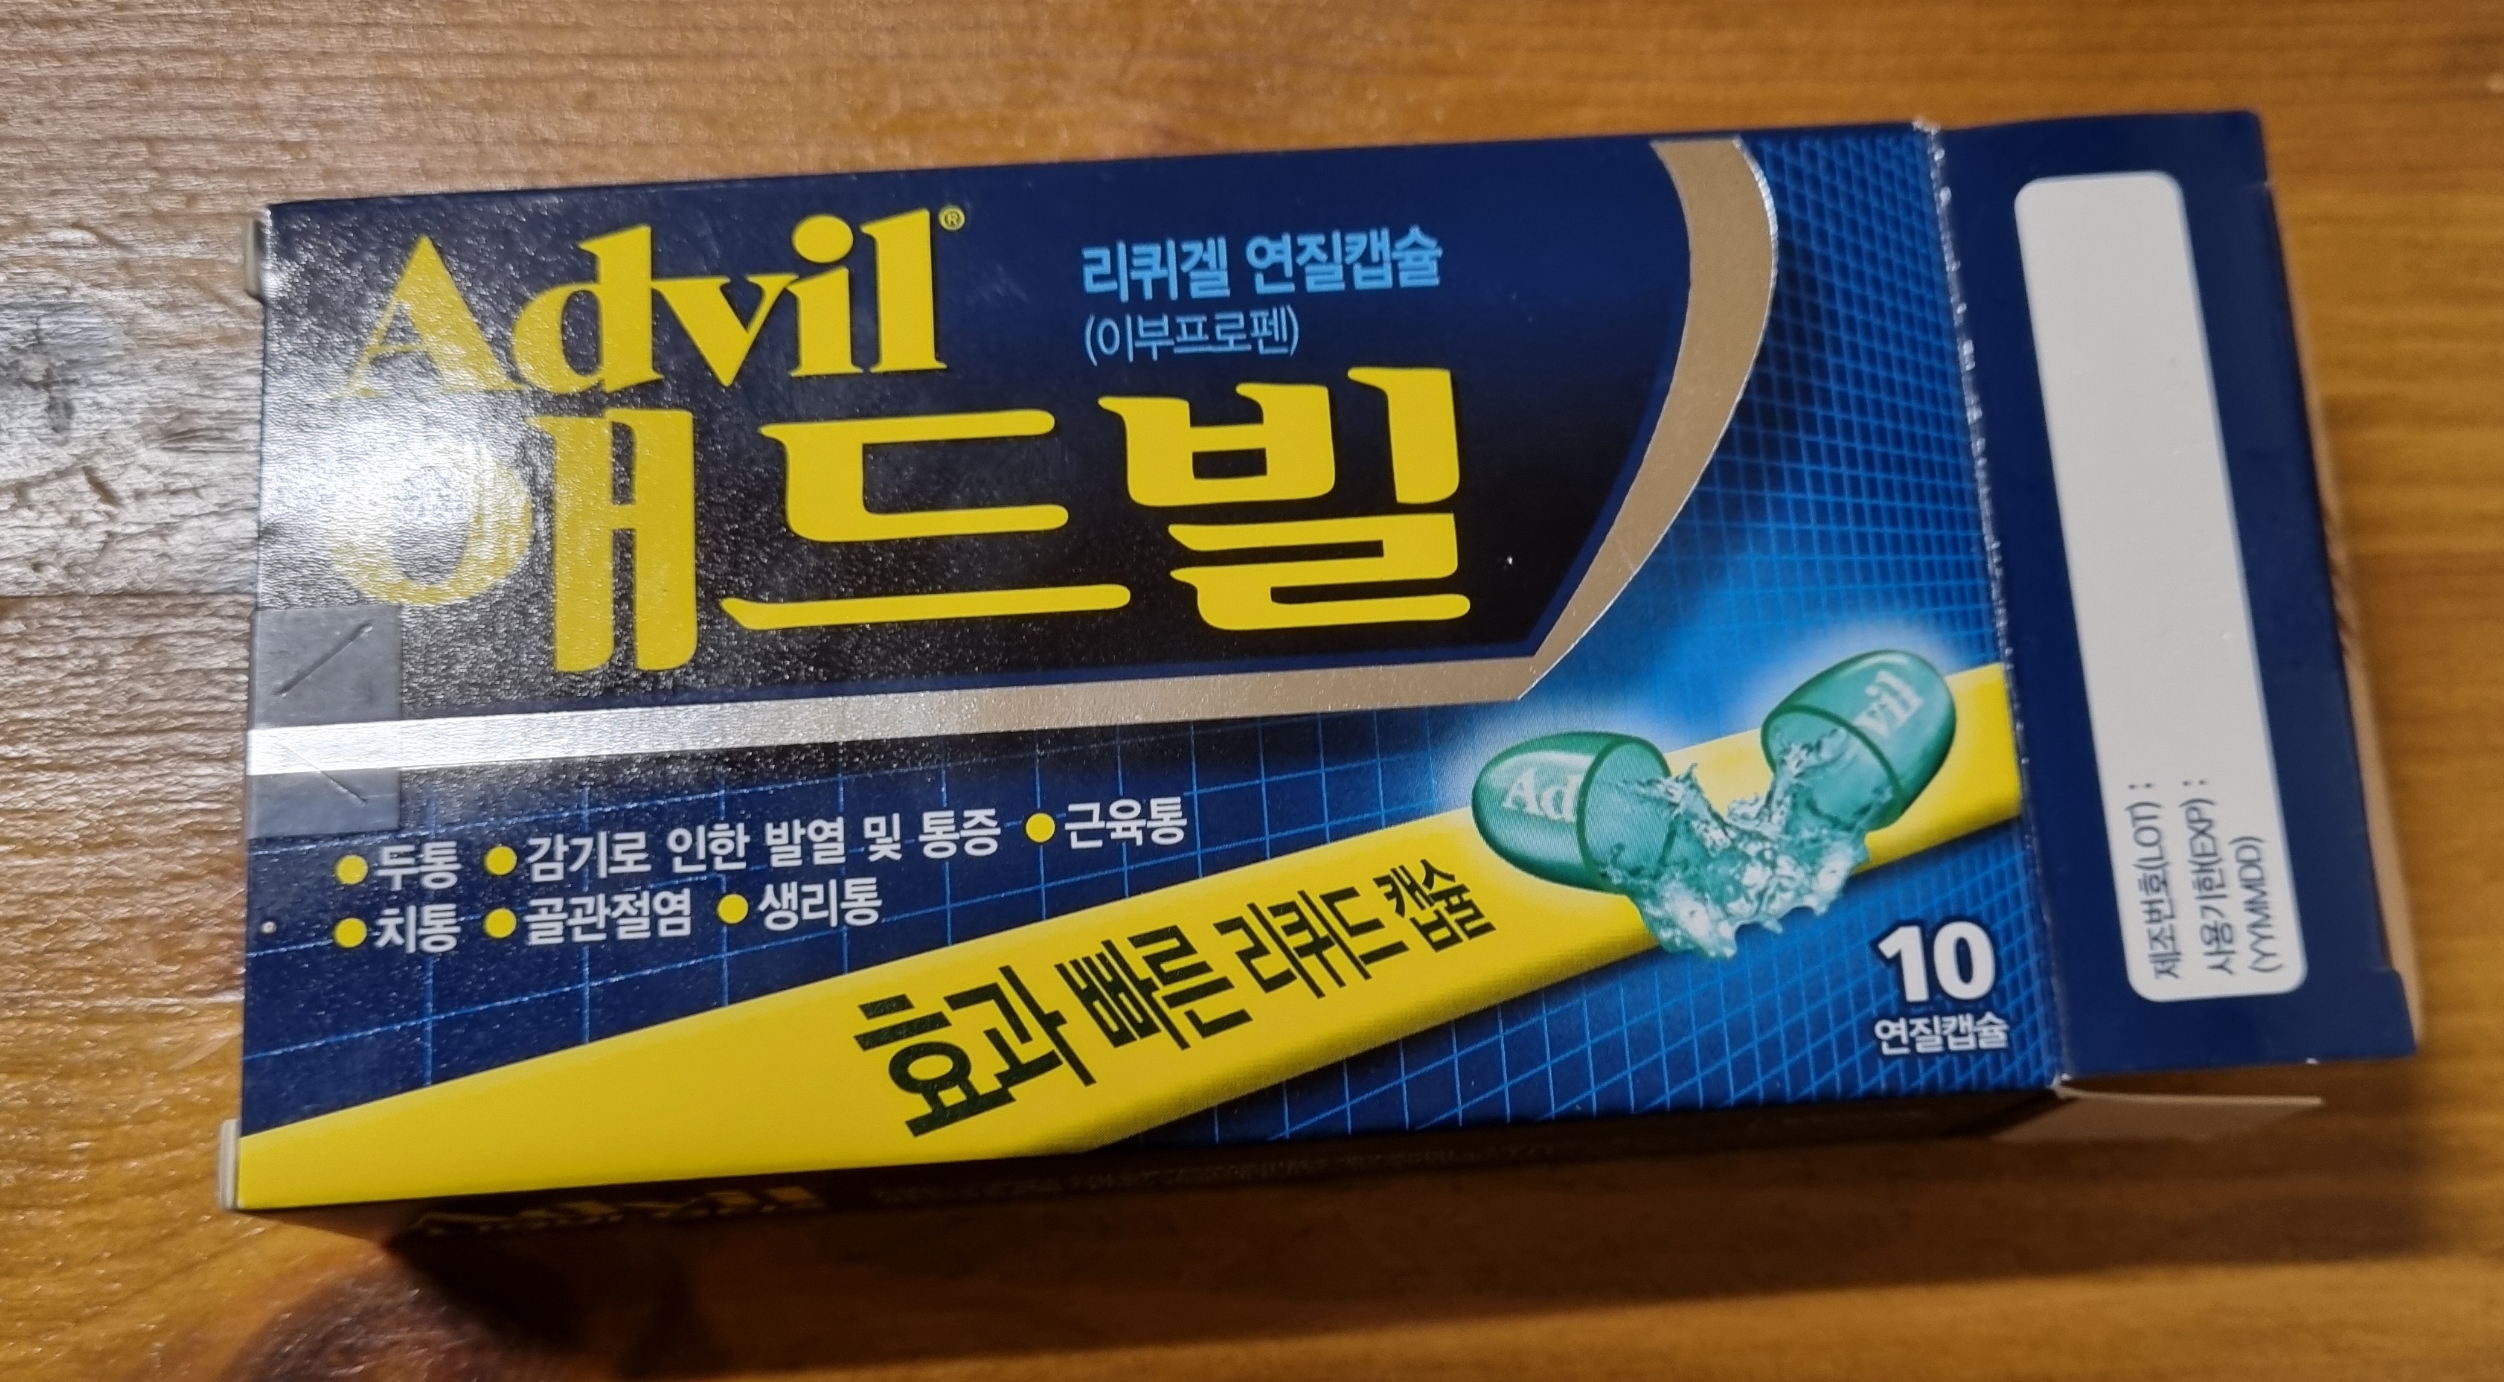 Advil®
리퀴겔 연질캡슐
(이부프로펜)
애드빌
●두통 ●감기로 인한 발열 및 통증 ●근육통
●치통 ●골관절염 ●생리통
효과 빠른 리퀴드 캡슐
Ad vil
10
연질캡슐
제조번호(LOT) :
사용기한(EXP) :
(YYMMDD)